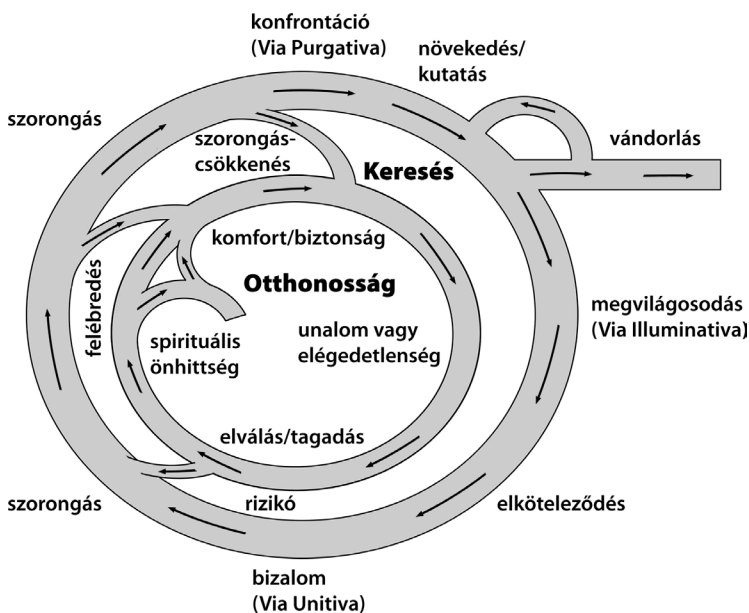 konfrontáció
(Via Purgativa)
növekedés/
kutatás
szorongás
szorongás-
csökkenés
vándorlás
Keresés
komfort/biztonság
Otthonosság
felébredés
spirituális
önhittség
unalom vagy
elégedetlenség
megvilágosodás
(Via Illuminativa)
elválás/tagadás
szorongás
rizikó
elköteleződés
bizalom
(Via Unitiva)